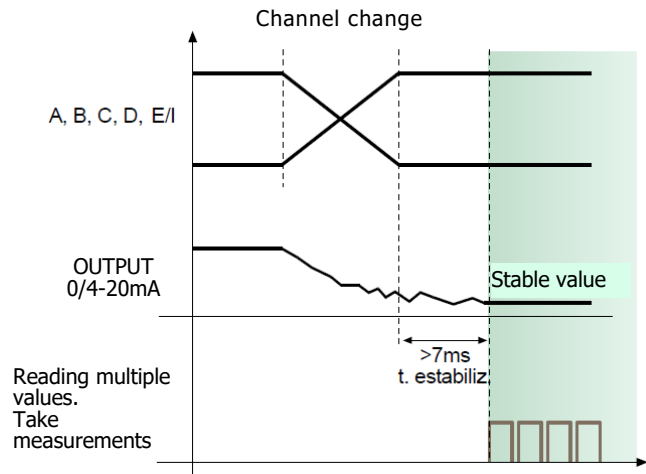 Channel change
A, B, C, D, E/I
OUTPUT
0/4-20mA
Stable value
>7ms
t. estabiliz.
Reading multiple
values.
Take
measurements